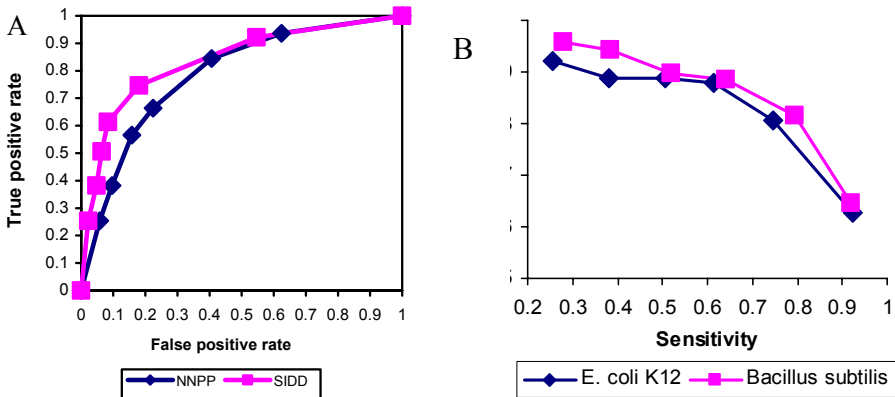 A
True positive rate
1
0.9
0.8
0.7
0.6
0.5
0.4
0.3
0.2
0.1
0
0 0.1 0.2 0.3 0.4 0.5 0.6 0.7 0.8 0.9 1
False positive rate
NNPP SIDD
B
0.2 0.3 0.4 0.5 0.6 0.7 0.8 0.9 1
Sensitivity
E. coli K12 Bacillus subtilis